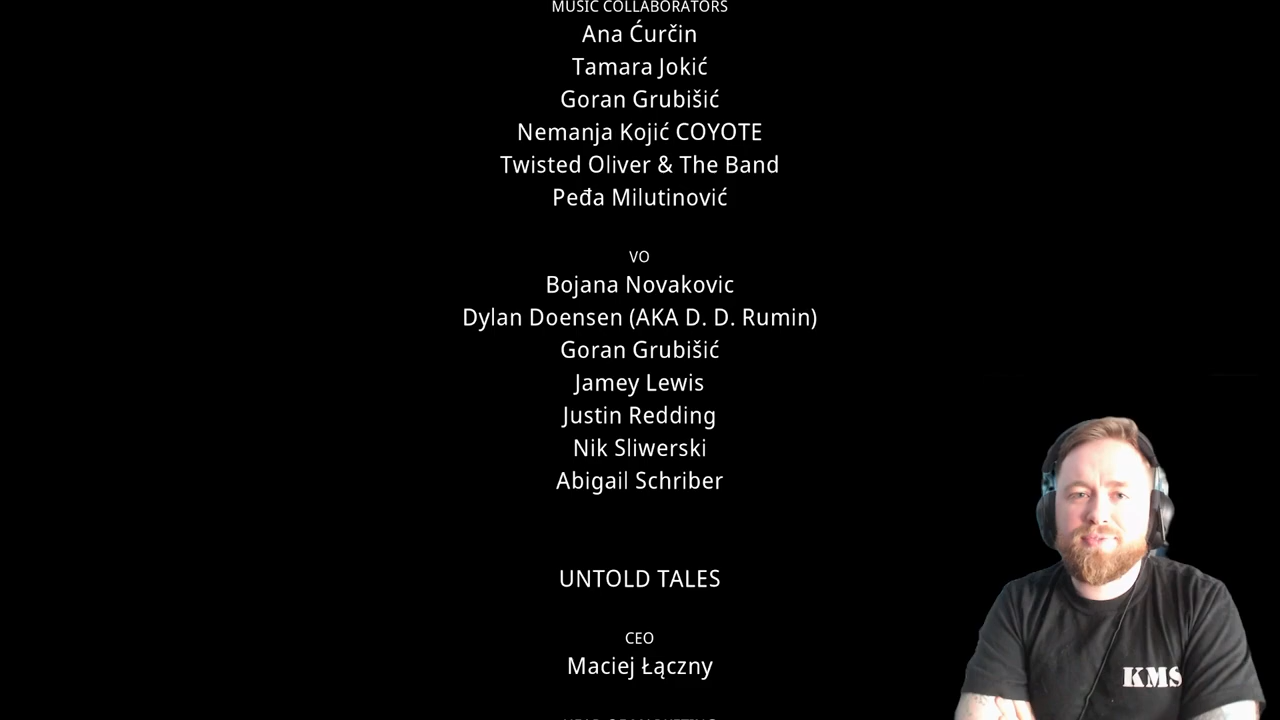 MUSIC COLLABORATORS
Ana Ćurčin
Tamara Jokić
Goran Grubišić
Nemanja Kojić COYOTE
Twisted Oliver & The Band
Peđa Milutinović
VO
Bojana Novakovic
Dylan Doensen (AKA D. D. Rumin)
Goran Grubišić
Jamey Lewis
Justin Redding
Nik Sliwerski
Abigail Schriber
UNTOLD TALES
CEO
Maciej Łączny
KMS